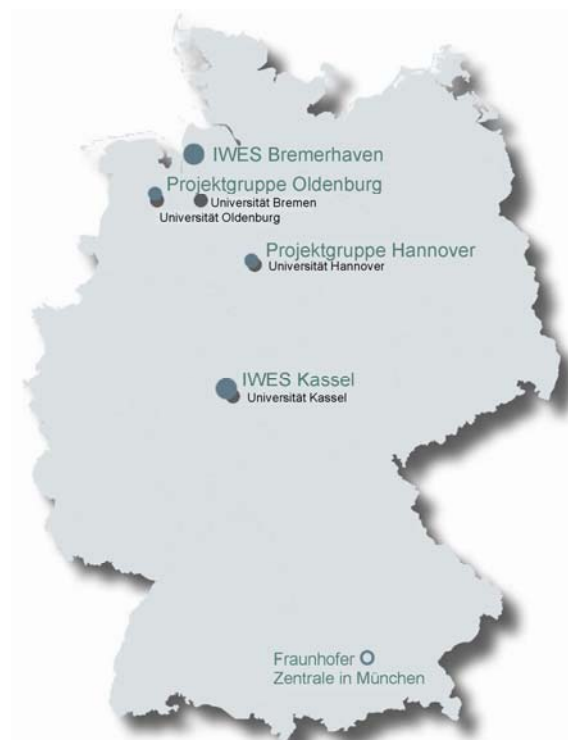 IWES Bremerhaven
Projektgruppe Oldenburg
Universität Bremen
Universität Oldenburg
Projektgruppe Hannover
Universität Hannover
IWES Kassel
Universität Kassel
Fraunhofer
Zentrale in München